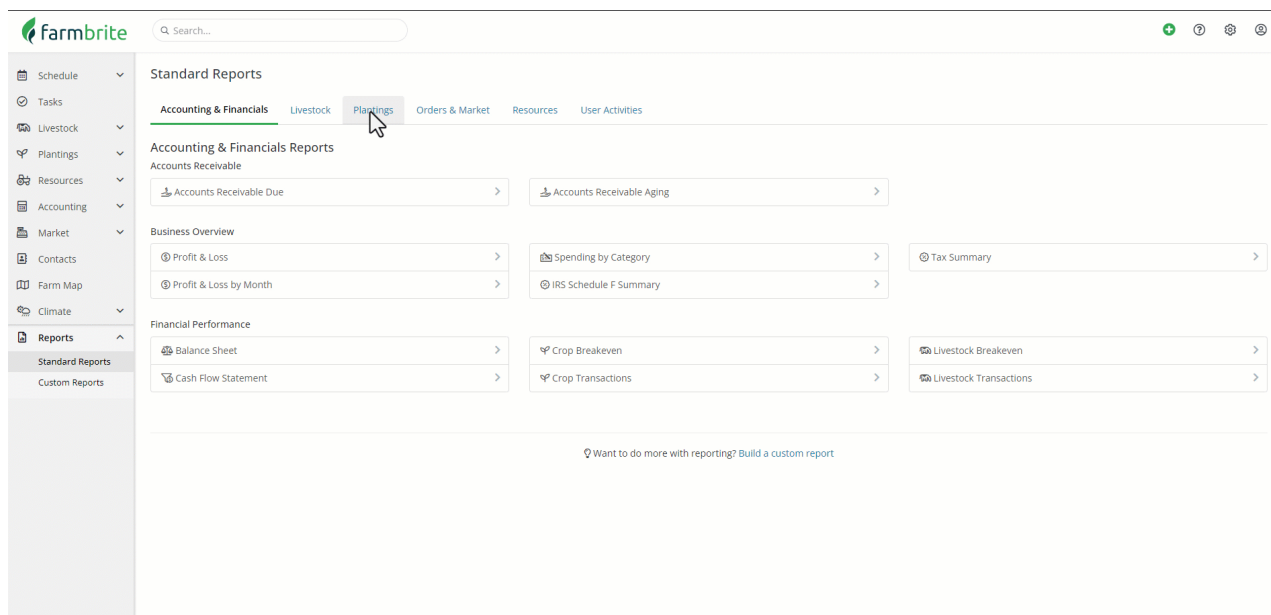 farmbrite
Search...
Schedule
Tasks
Livestock
Plantings
Resources
Accounting
Market
Contacts
Farm Map
Climate
Reports
Standard Reports
Custom Reports
Standard Reports
Accounting & Financials Livestock Plantings Orders & Market Resources User Activities
Accounting & Financials Reports
Accounts Receivable
Accounts Receivable Due Accounts Receivable Aging
Business Overview
Profit & Loss Spending by Category Tax Summary
Profit & Loss by Month IRS Schedule F Summary
Financial Performance
Balance Sheet Crop Breakeven Livestock Breakeven
Cash Flow Statement Crop Transactions Livestock Transactions
Want to do more with reporting? Build a custom report